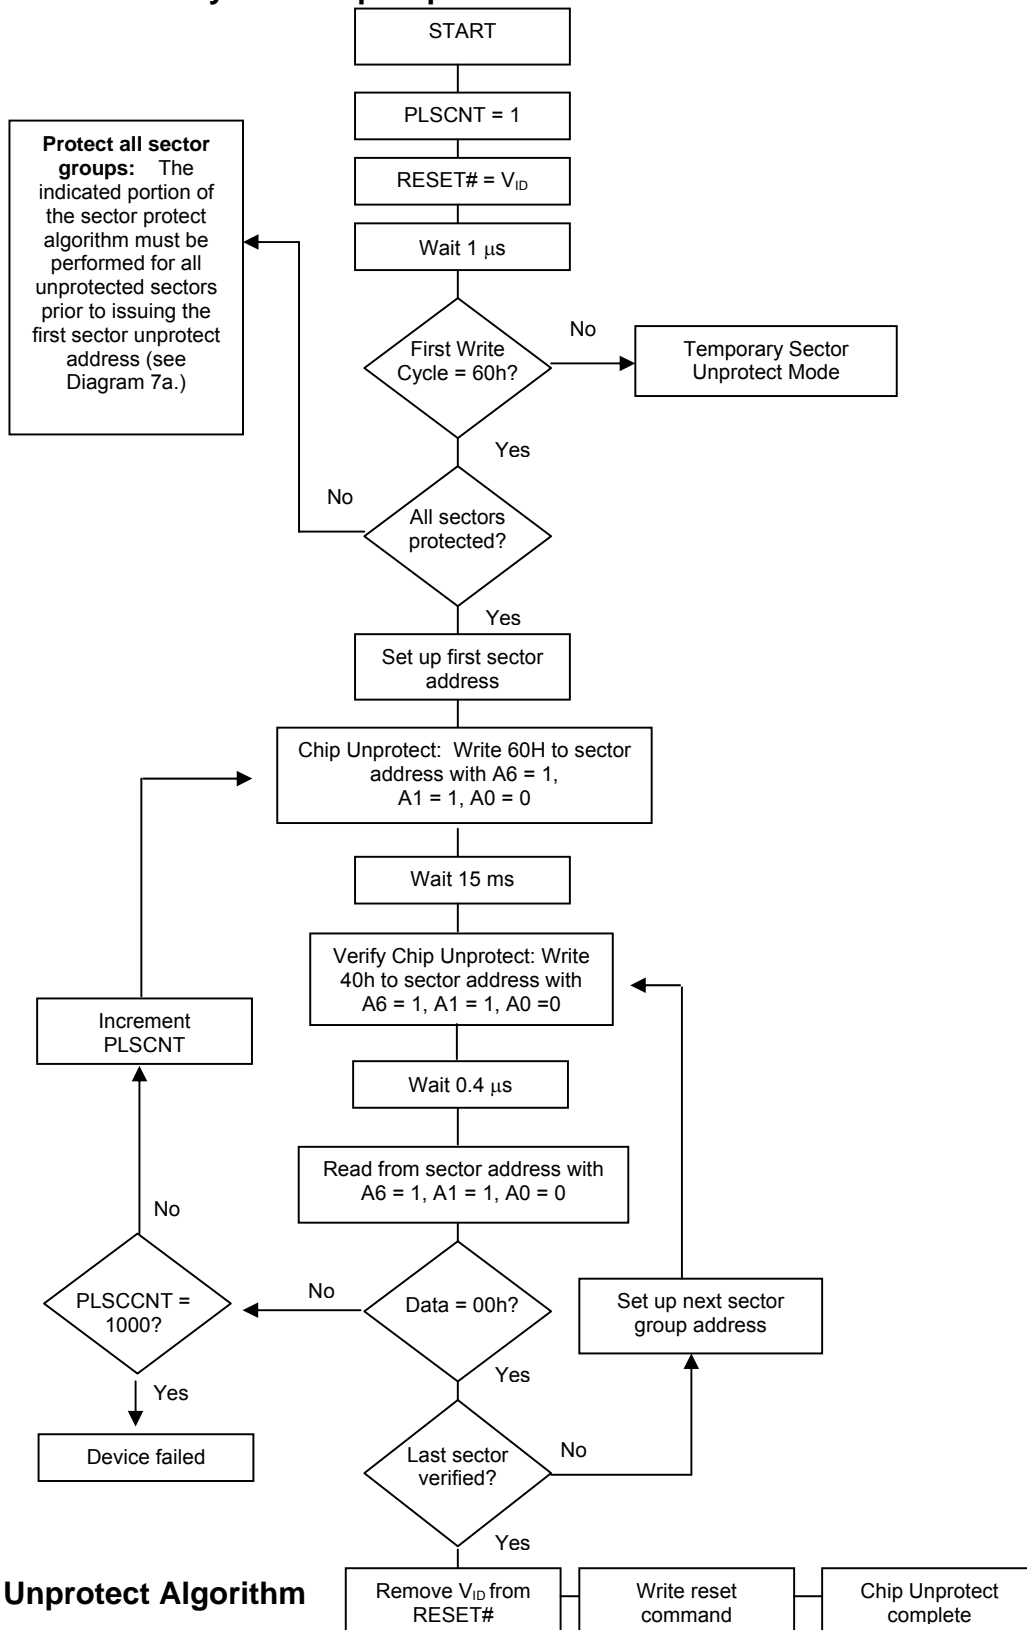 START
PLSCNT = 1
RESET# = VID
Wait 1 μs
Protect all sector
groups: The
indicated portion of
the sector protect
algorithm must be
performed for all
unprotected sectors
prior to issuing the
first sector unprotect
address (see
Diagram 7a.)
First Write
Cycle = 60h?
No
Temporary Sector
Unprotect Mode
Yes
No
All sectors
protected?
Yes
Set up first sector
address
Chip Unprotect: Write 60H to sector
address with A6 = 1,
A1 = 1, A0 = 0
Wait 15 ms
Verify Chip Unprotect: Write
40h to sector address with
A6 = 1, A1 = 1, A0 =0
Increment
PLSCNT
Wait 0.4 μs
Read from sector address with
A6 = 1, A1 = 1, A0 = 0
No
PLSCCNT =
1000?
No
Data = 00h?
Set up next sector
group address
Yes
Yes
Device failed
Last sector
verified?
No
Yes
Unprotect Algorithm
Remove VID from
RESET#
Write reset
command
Chip Unprotect
complete